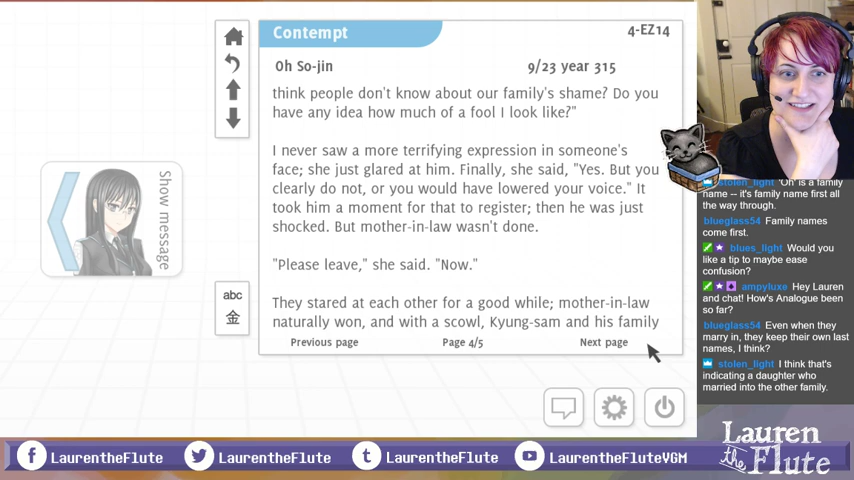 Contempt
4-EZ14
Oh So-jin
9/23 year 315
think people don't know about our family's shame? Do you
have any idea how much of a fool I look like?"
I never saw a more terrifying expression in someone's
face; she just glared at him. Finally, she said, "Yes. But you
clearly do not, or you would have lowered your voice." It
took him a moment for that to register; then he was just
shocked. But mother-in-law wasn't done.
"Please leave," she said. "Now."
They stared at each other for a good while; mother-in-law
naturally won, and with a scowl, Kyung-sam and his family
Previous page
Page 4/5
Next page
Show message
abc
金
stolen_light 'Oh' is a family
name -- it's family name first all
the way through.
blueglass54 Family names
come first.
blues_light Would you
like a tip to maybe ease
confusion?
ampyluxe Hey Lauren
and chat! How's Analogue been
so far?
blueglass54 Even when they
marry in, they keep their own last
names, I think?
stolen_light I think that's
indicating a daughter who
married into the other family.
LaurentheFlute
LaurentheFlute
LaurentheFlute
LaurentheFluteVGM
Lauren
the Flute